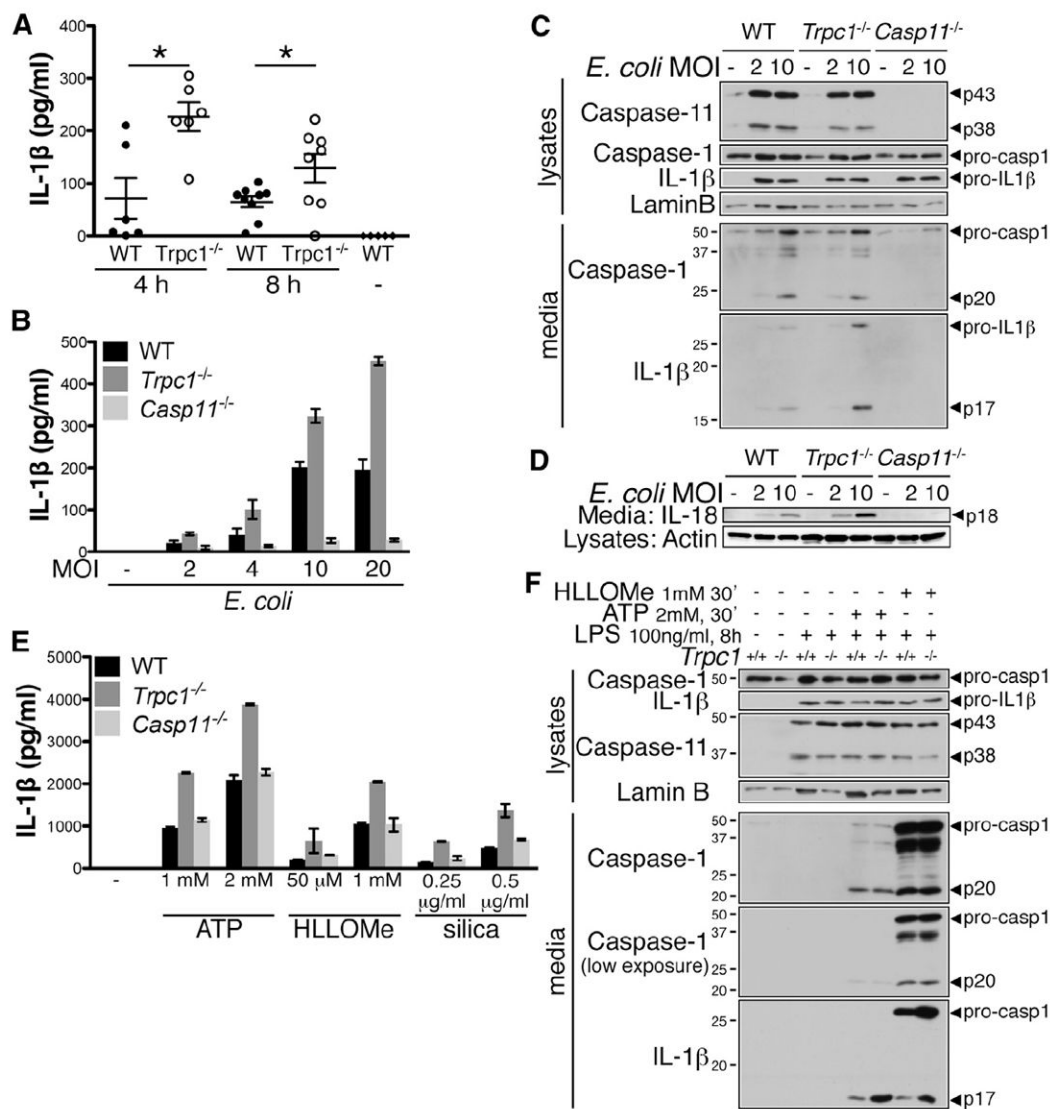 A
IL-1β (pg/ml)
400
300
200
100
0
*
*
WT Trpc1-/- WT Trpc1-/- WT
4 h 8 h -
B
IL-1β (pg/ml)
500
400
300
200
100
0
WT
Trpc1-/-
Casp11-/-
MOI - 2 4 10 20
E. coli
E
IL-1β (pg/ml)
5000
4000
3000
2000
1000
0
WT
Trpc1-/-
Casp11-/-
- 1 mM 2 mM 50 μM 1 mM 0.25 μg/ml 0.5 μg/ml
ATP HLLOMe silica
C
WT Trpc1-/- Casp11-/-
E. coli MOI - 2 10 - 2 10 - 2 10
lysates
Caspase-11 p43
p38
Caspase-1 pro-casp1
IL-1β pro-IL1β
LaminB
media
50 pro-casp1
37
Caspase-1
25 p20
pro-IL1β
25
IL-1β 20
15 p17
D
WT Trpc1-/- Casp11-/-
E. coli MOI - 2 10 - 2 10 - 2 10
Media: IL-18 p18
Lysates: Actin
F
HLLOMe 1mM 30' - - - - - - + +
ATP 2mM, 30' - - - - + + - -
LPS 100ng/ml, 8h - - + + + + + +
Trpc1 +/+ -/- +/+ -/- +/+ -/- +/+ -/-
lysates
Caspase-1 50 pro-casp1
IL-1β pro-IL1β
50 p43
Caspase-11
37 p38
Lamin B
media
50 pro-casp1
37
Caspase-1
25
20 p20
50 pro-casp1
37
Caspase-1
(low exposure)
25
20 p20
pro-casp1
25
IL-1β 20
p17